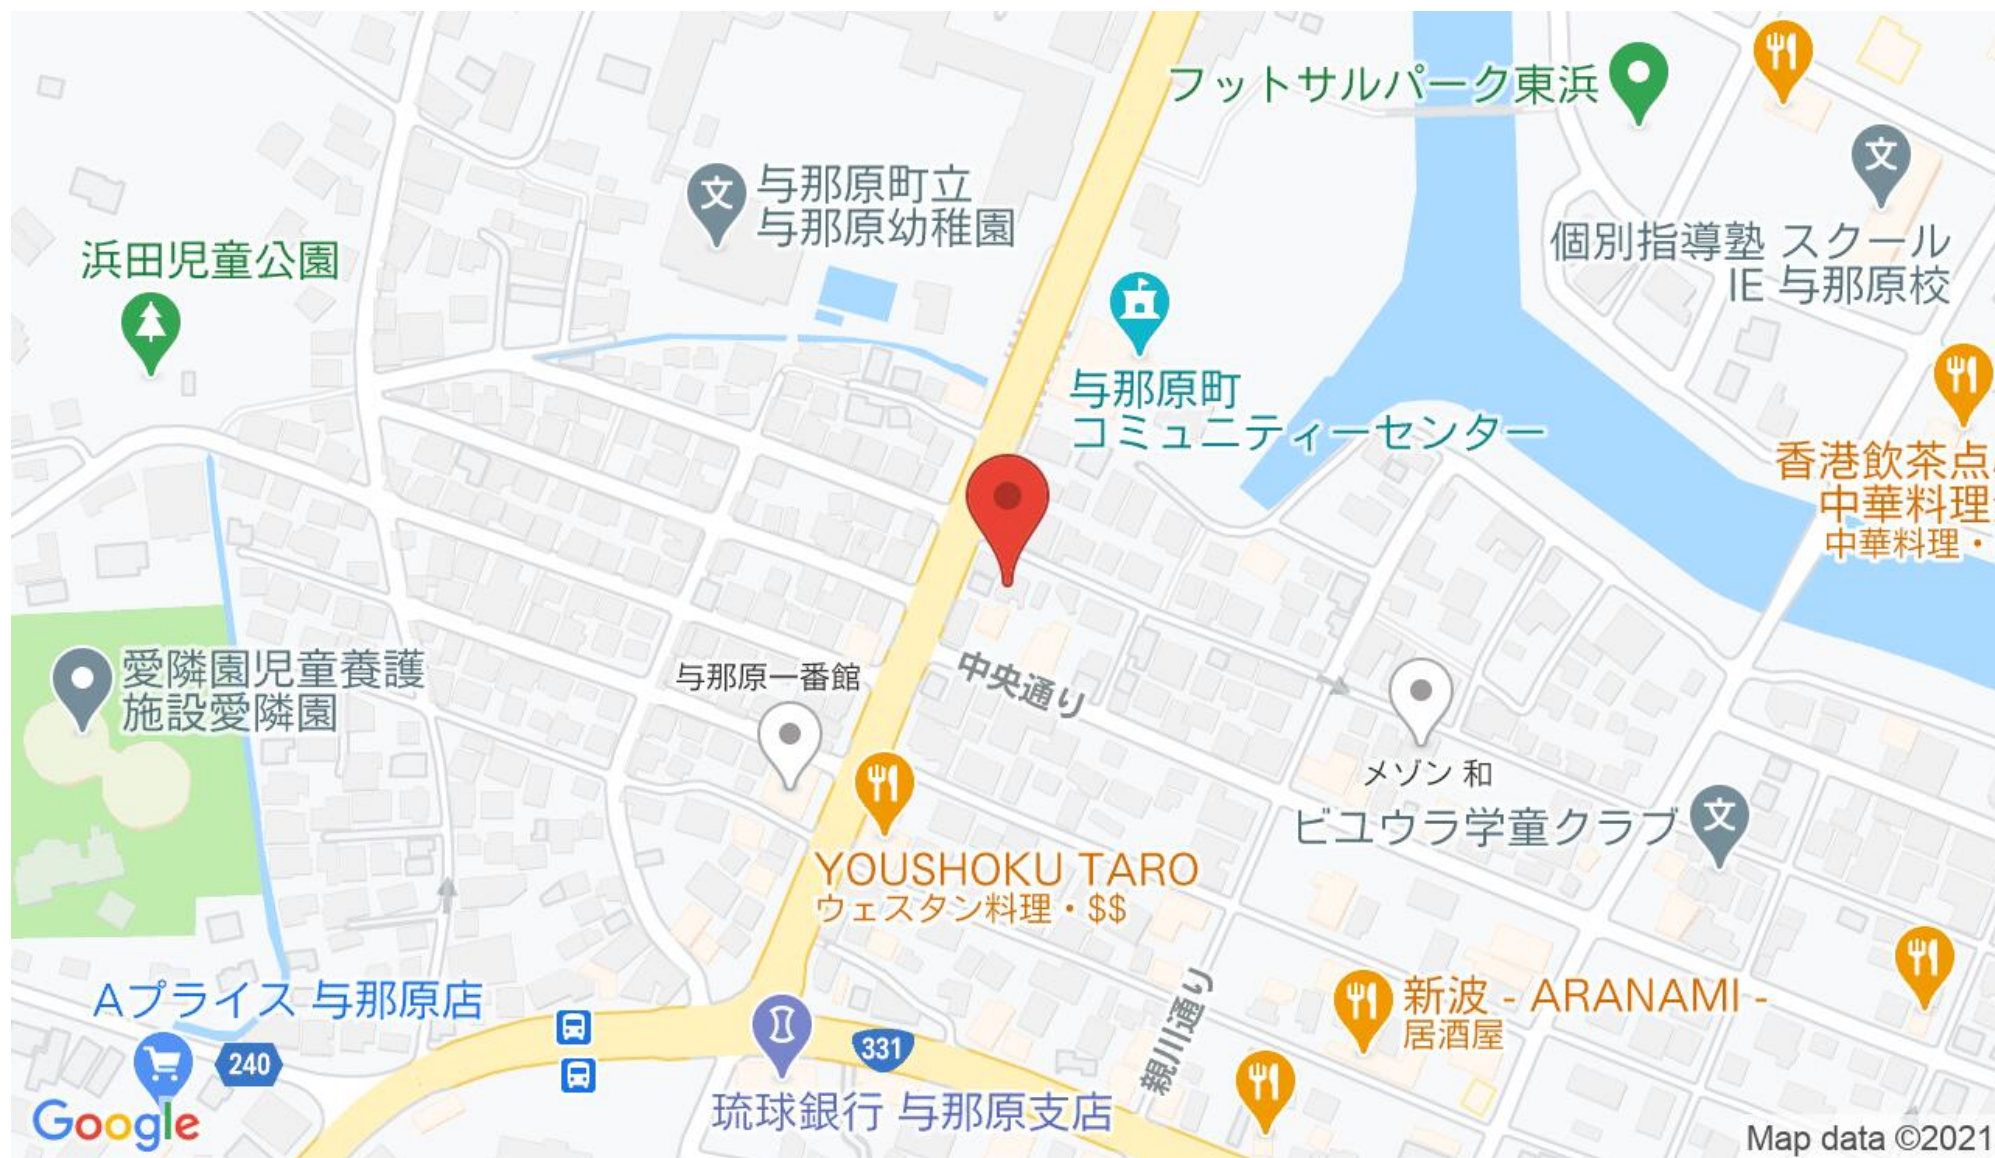 フットサルパーク東浜
文
文
与那原町立
与那原幼稚園
浜田児童公園
個別指導塾 スクール
IE 与那原校
与那原町
コミュニティーセンター
香港飲茶点
中華料理
中華料理・
愛隣園児童養護
施設愛隣園
与那原一番館
中央通り
メゾン 和
ビユウラ学童クラブ
文
YOUSHOKU TARO
ウェスタン料理・$$
Aプライス 与那原店
新波 - ARANAMI -
居酒屋
親川通り
331
240
琉球銀行 与那原支店
Google
Map data ©2021